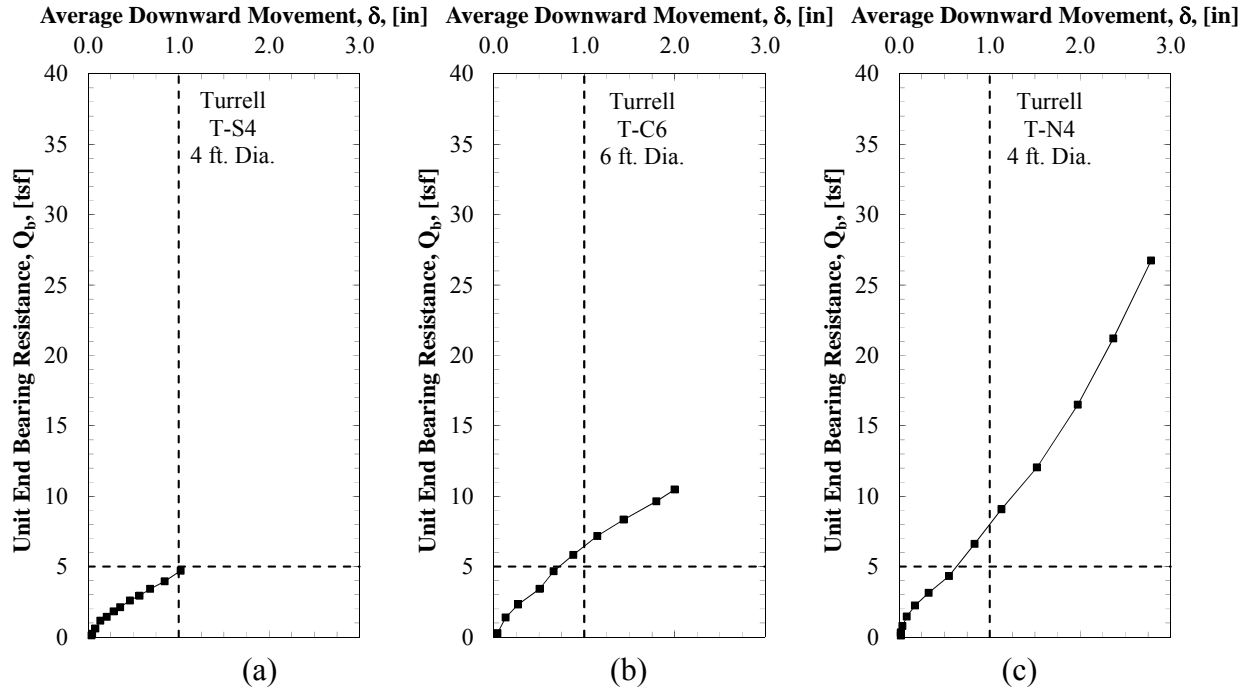 Average Downward Movement, δ, [in]
0.0 1.0 2.0 3.0
Unit End Bearing Resistance, Q_b, [tsf]
40
35
30
25
20
15
10
5
0
Turrell
T-S4
4 ft. Dia.
(a)
Average Downward Movement, δ, [in]
0.0 1.0 2.0 3.0
Unit End Bearing Resistance, Q_b, [tsf]
40
35
30
25
20
15
10
5
0
Turrell
T-C6
6 ft. Dia.
(b)
Average Downward Movement, δ, [in]
0.0 1.0 2.0 3.0
Unit End Bearing Resistance, Q_b, [tsf]
40
35
30
25
20
15
10
5
0
Turrell
T-N4
4 ft. Dia.
(c)